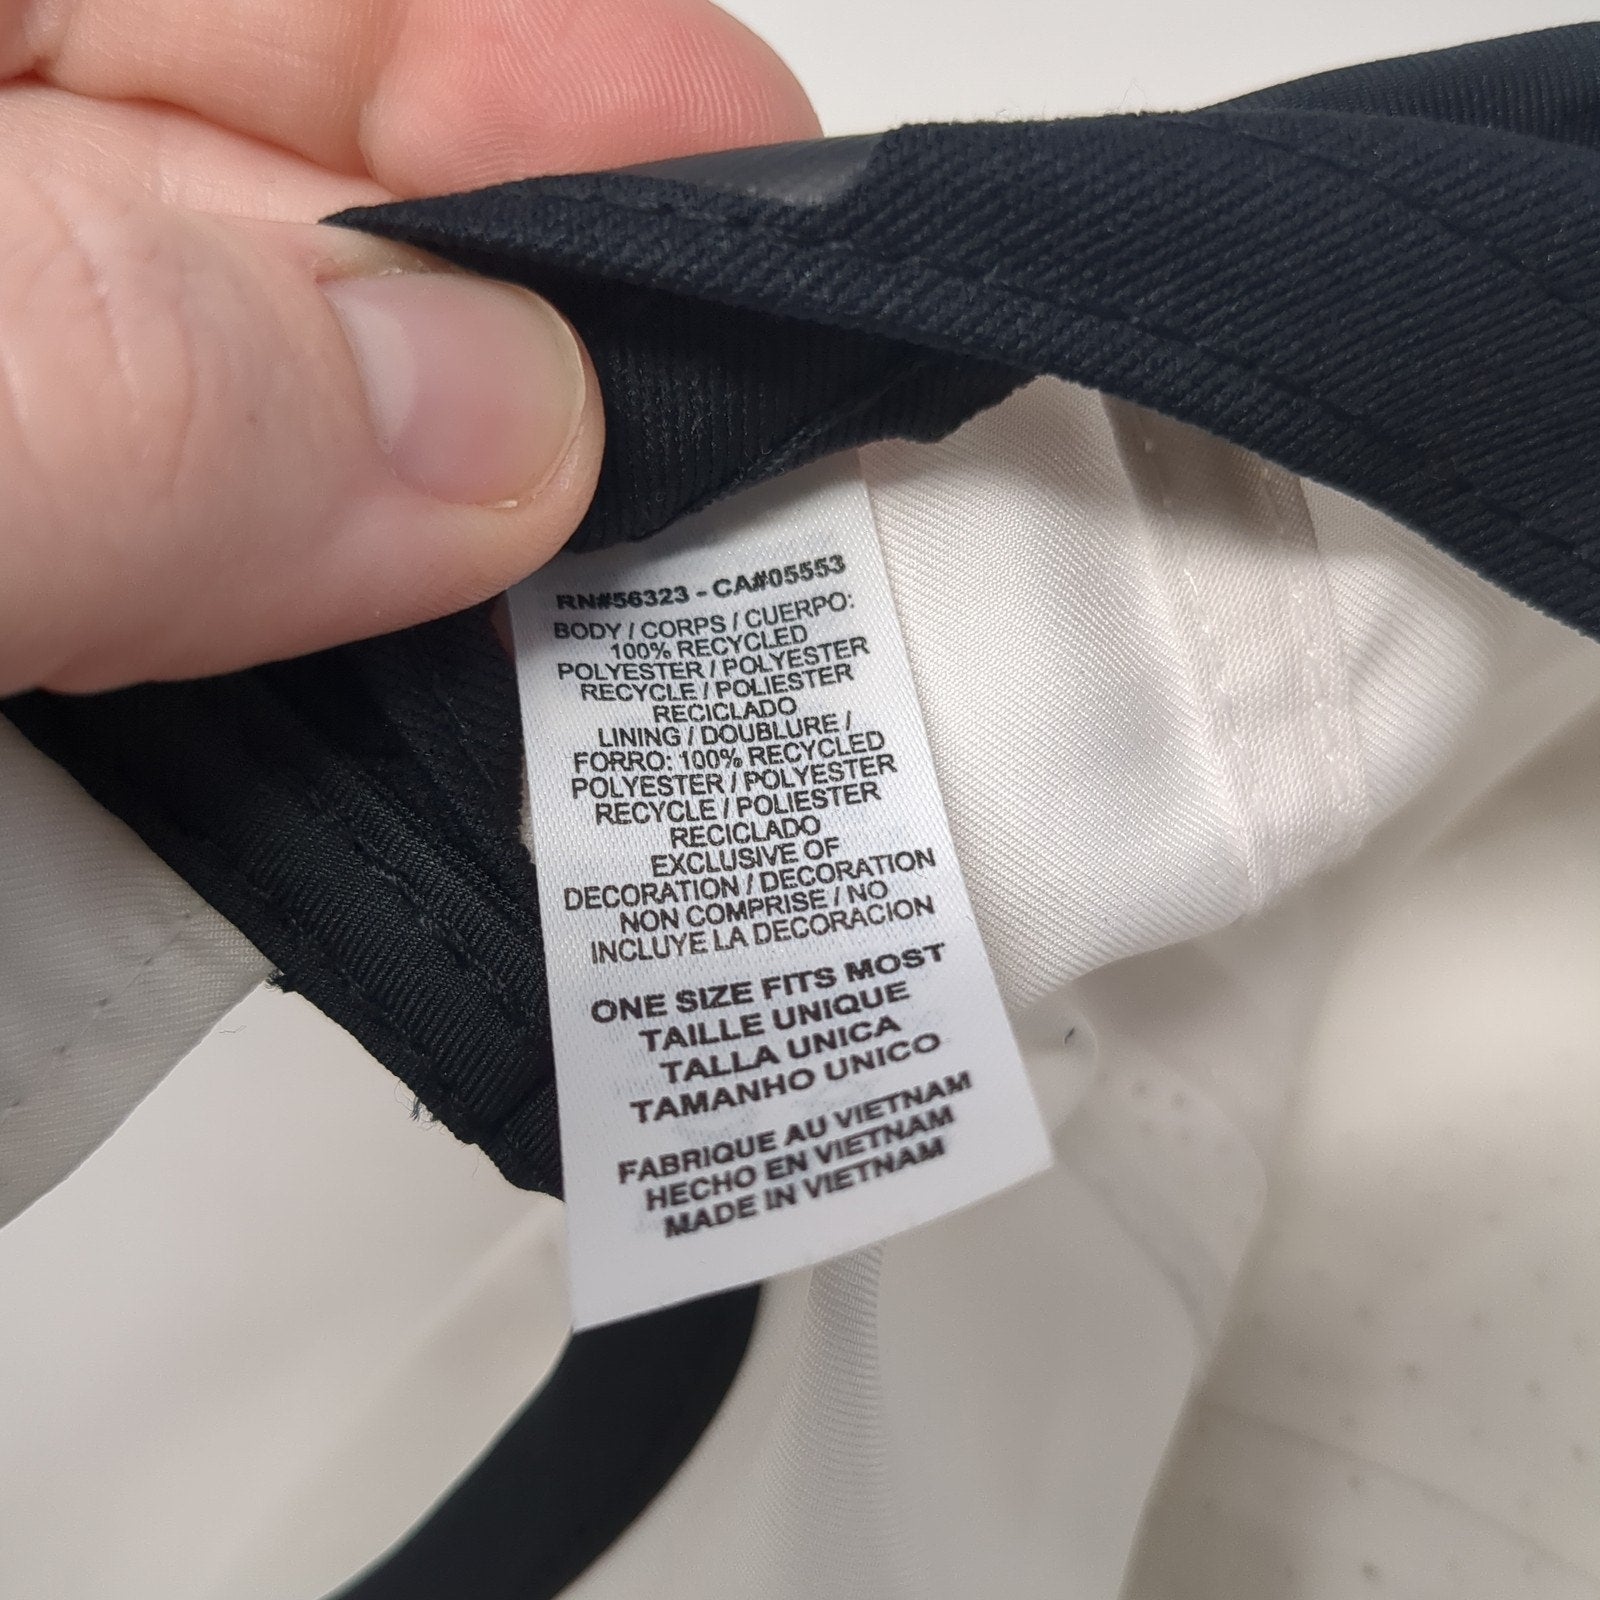 RN#56323 - CA#05553
BODY / CORPS / CUERPO:
100% RECYCLED
POLYESTER / POLYESTER
RECYCLE / POLIESTER
RECICLADO
LINING / DOUBLURE /
FORRO: 100% RECYCLED
POLYESTER / POLYESTER
RECYCLE / POLIESTER
RECICLADO
EXCLUSIVE OF
DECORATION / DECORATION
NON COMPRISE / NO
INCLUYE LA DECORACION
ONE SIZE FITS MOST
TAILLE UNIQUE
TALLA UNICA
TAMANHO UNICO
FABRIQUE AU VIETNAM
HECHO EN VIETNAM
MADE IN VIETNAM